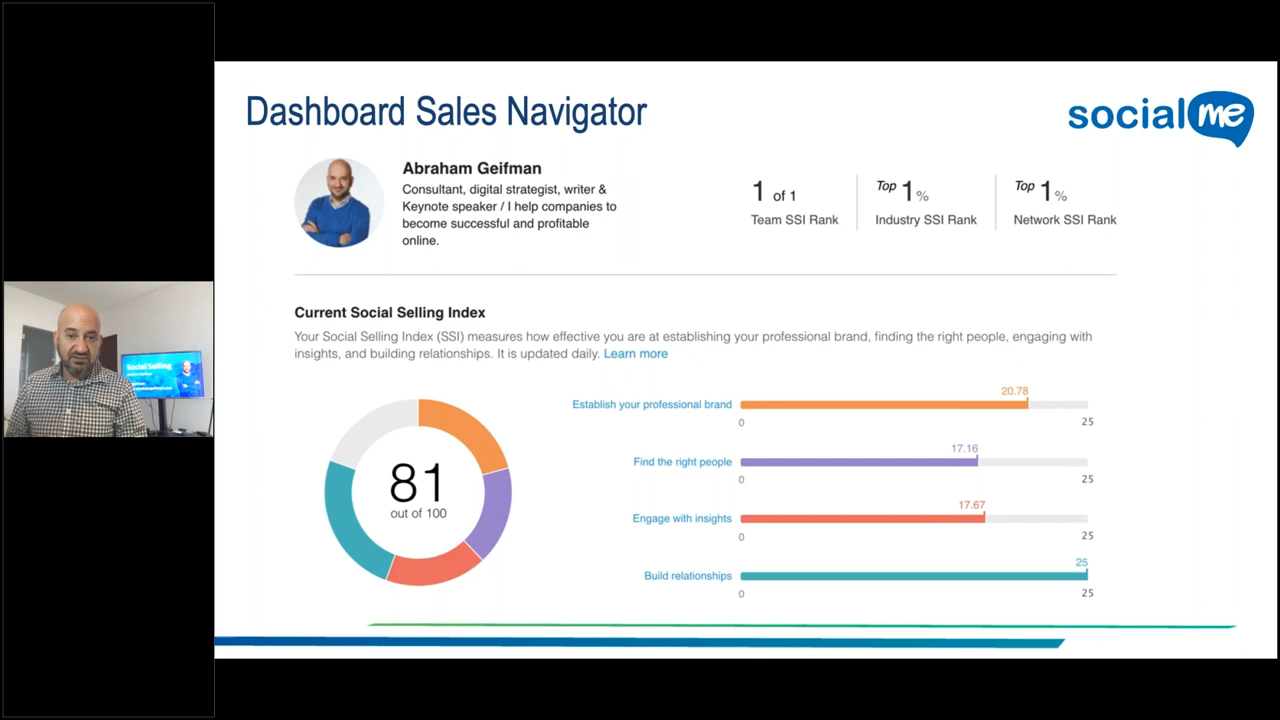 Dashboard Sales Navigator
social me
Abraham Geifman
Consultant, digital strategist, writer &
Keynote speaker / I help companies to
become successful and profitable
online.
1 of 1
Team SSI Rank
Top 1%
Industry SSI Rank
Top 1%
Network SSI Rank
Current Social Selling Index
Your Social Selling Index (SSI) measures how effective you are at establishing your professional brand, finding the right people, engaging with
insights, and building relationships. It is updated daily. Learn more
81
out of 100
Establish your professional brand
20.78
0
25
Find the right people
17.16
0
25
Engage with insights
17.67
0
25
Build relationships
25
0
25
Social Selling